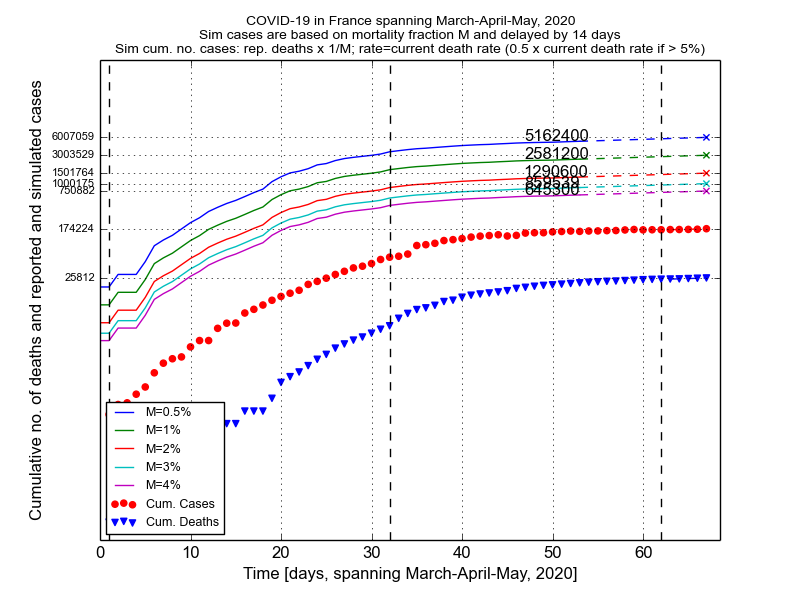 COVID-19 in France spanning March-April-May, 2020
Sim cases are based on mortality fraction M and delayed by 14 days
Sim cum. no. cases: rep. deaths x 1/M; rate=current death rate (0.5 x current death rate if > 5%)
Cumulative no. of deaths and reported and simulated cases
6007059
3003529
1501764
1000175
750882
174224
25812
5162400
2581200
1290600
645300
M=0.5%
M=1%
M=2%
M=3%
M=4%
Cum. Cases
Cum. Deaths
0 10 20 30 40 50 60
Time [days, spanning March-April-May, 2020]